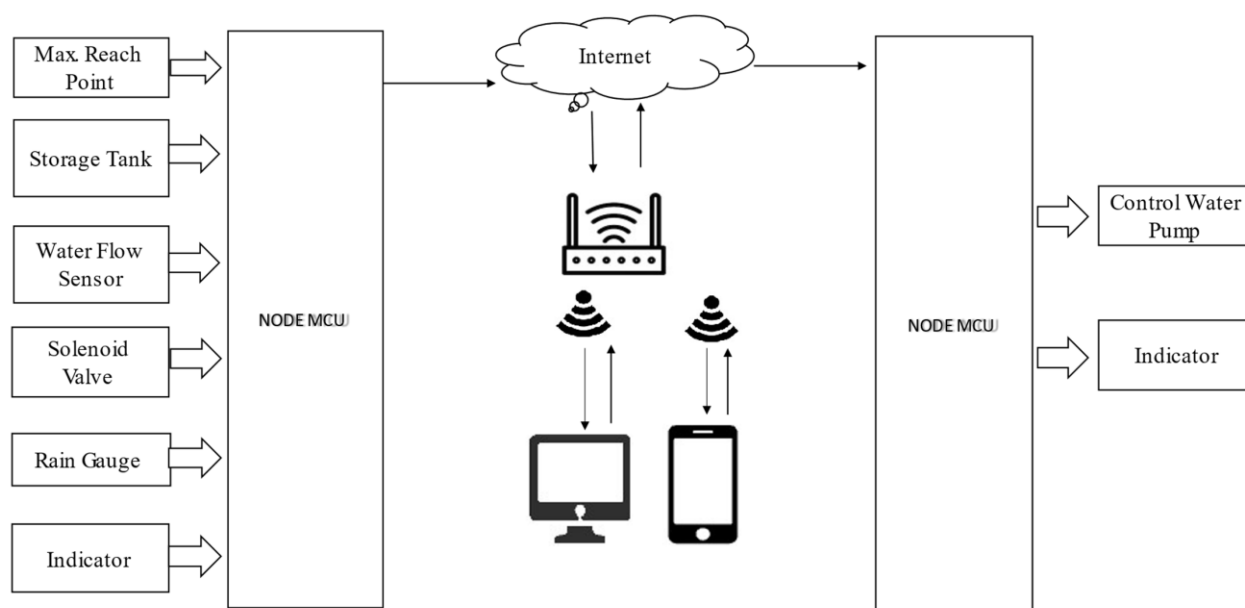 Max. Reach
Point
Storage Tank
Water Flow
Sensor
Solenoid
Valve
Rain Gauge
Indicator
NODE MCU
Internet
NODE MCU
Control Water
Pump
Indicator